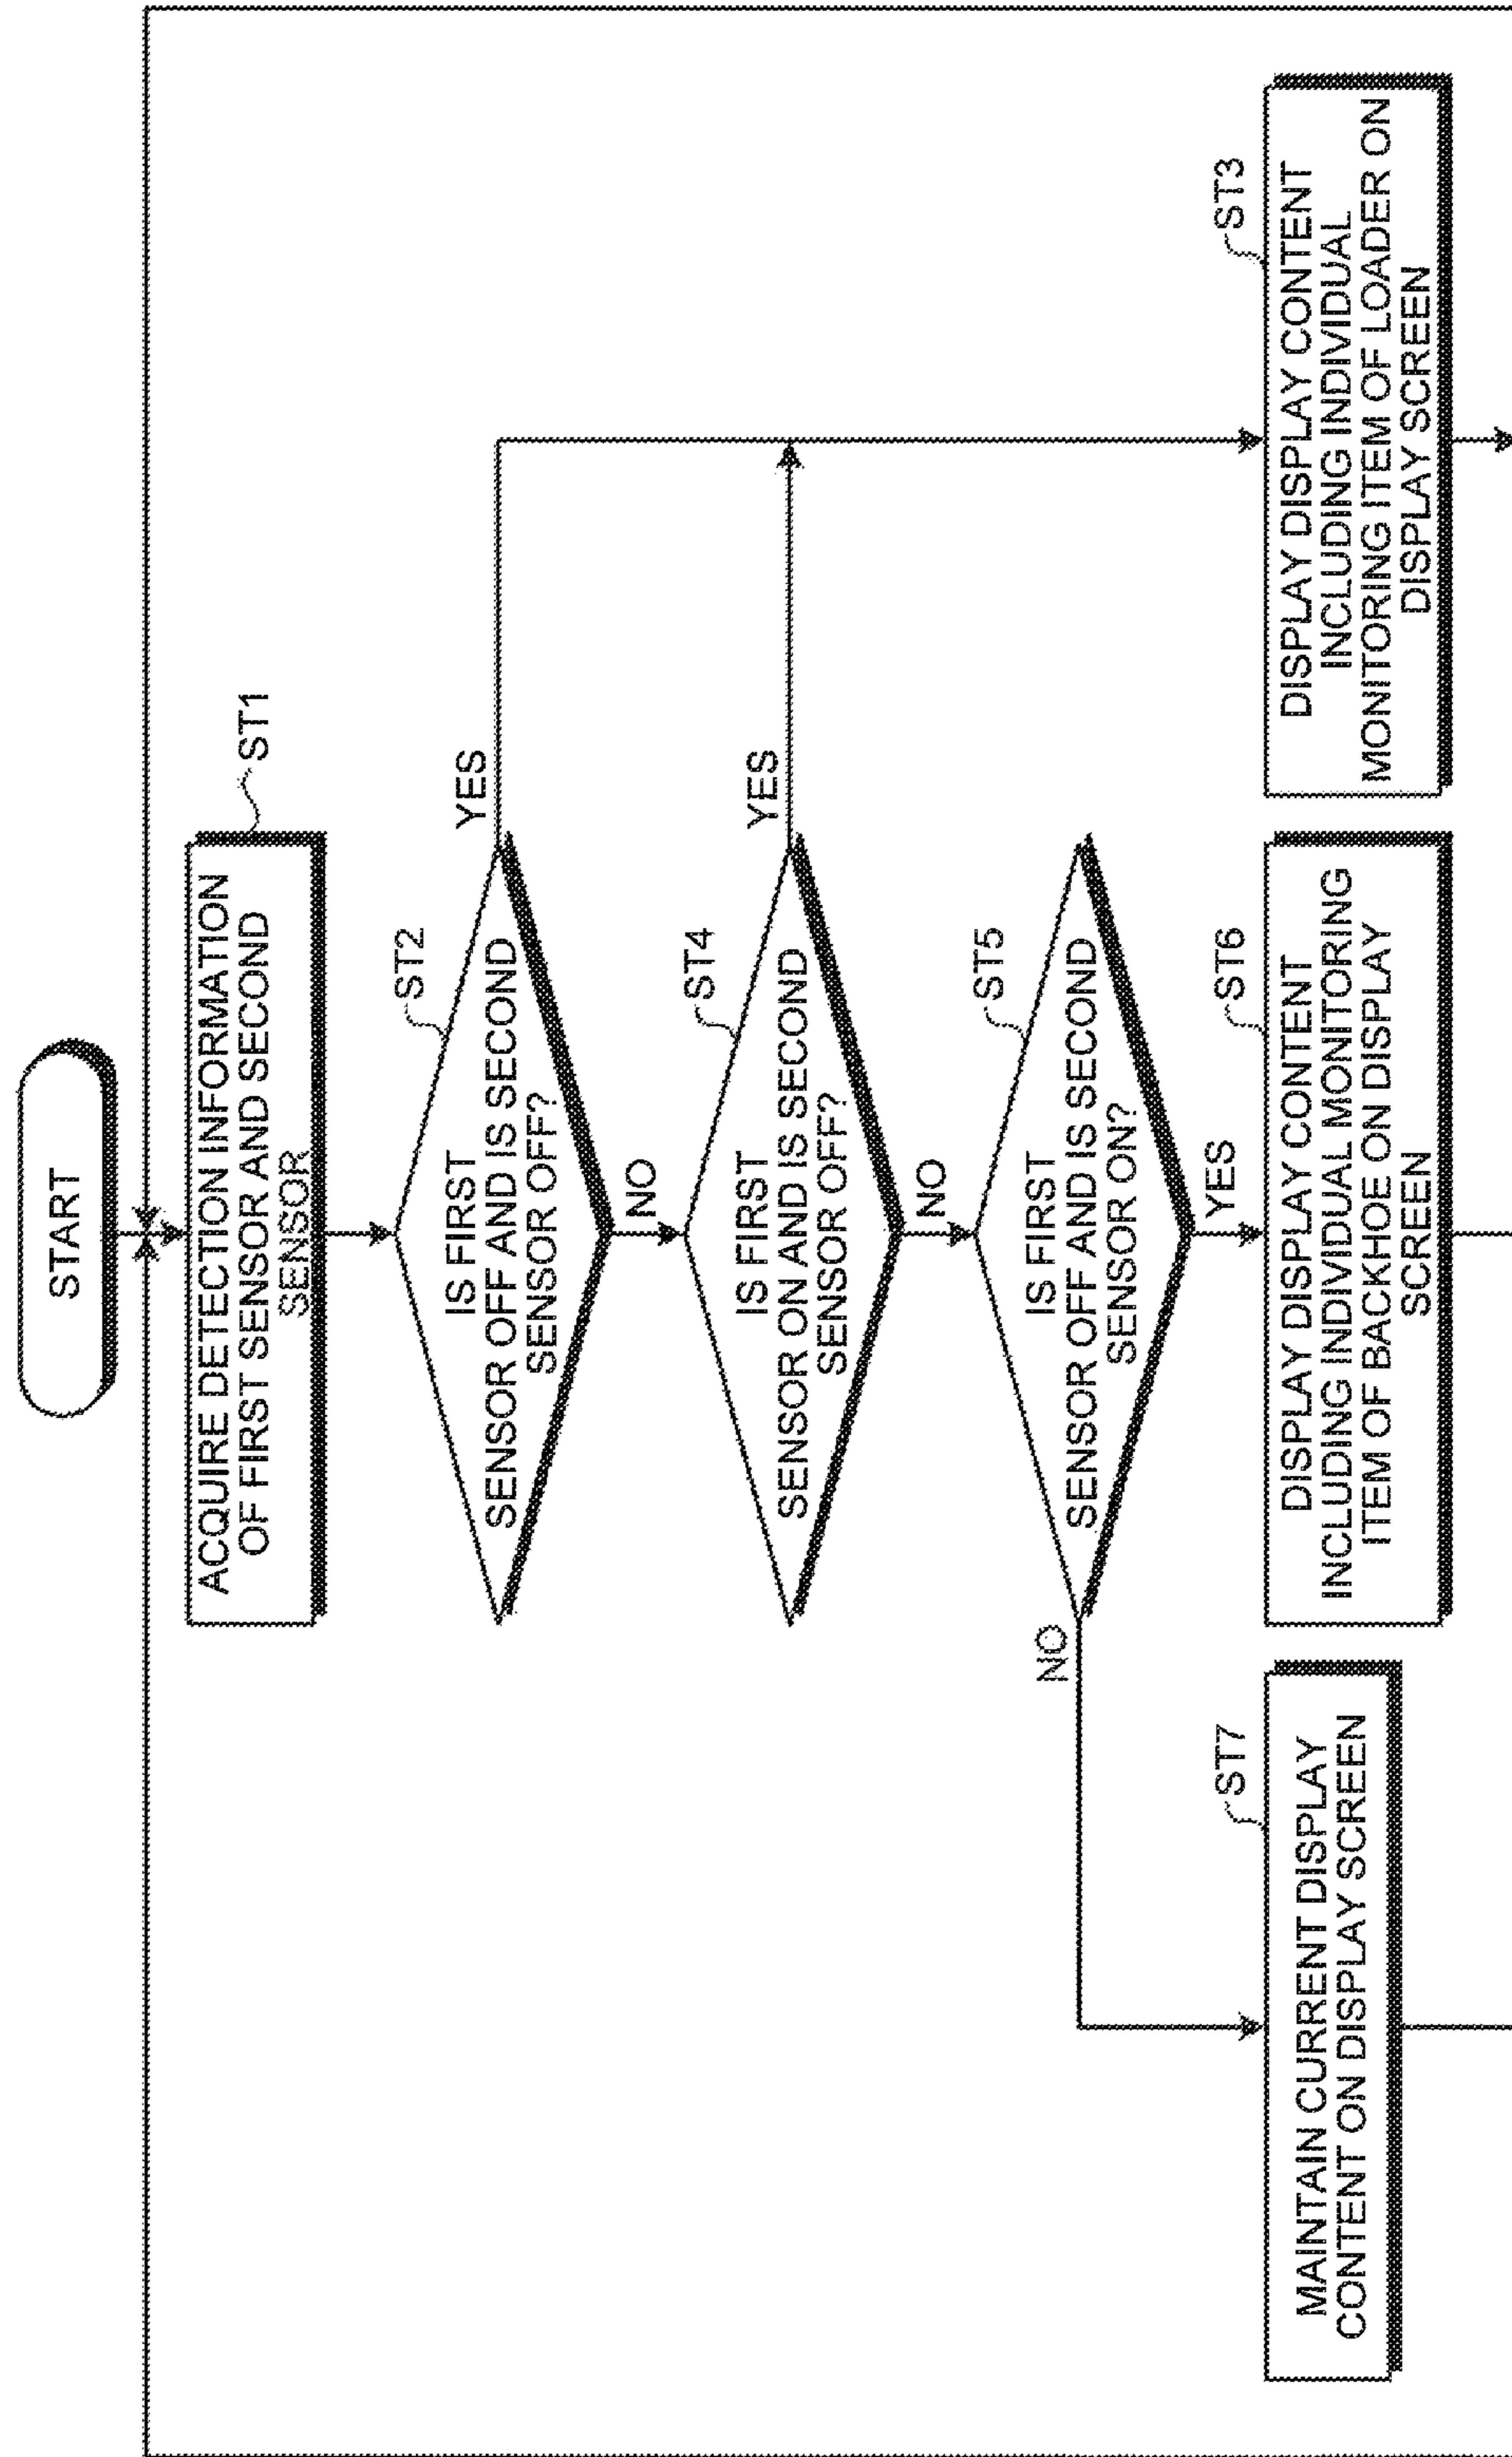 START
ACQUIRE DETECTION INFORMATION
OF FIRST SENSOR AND SECOND
SENSOR
ST1
ST2
IS FIRST
SENSOR OFF AND IS SECOND
SENSOR OFF?
YES
NO
ST4
IS FIRST
SENSOR ON AND IS SECOND
SENSOR OFF?
YES
NO
ST5
IS FIRST
SENSOR OFF AND IS SECOND
SENSOR ON?
NO
YES
ST7
MAINTAIN CURRENT DISPLAY
CONTENT ON DISPLAY SCREEN
ST6
DISPLAY DISPLAY CONTENT
INCLUDING INDIVIDUAL MONITORING
ITEM OF BACKHOE ON DISPLAY
SCREEN
ST3
DISPLAY DISPLAY CONTENT
INCLUDING INDIVIDUAL
MONITORING ITEM OF LOADER ON
DISPLAY SCREEN